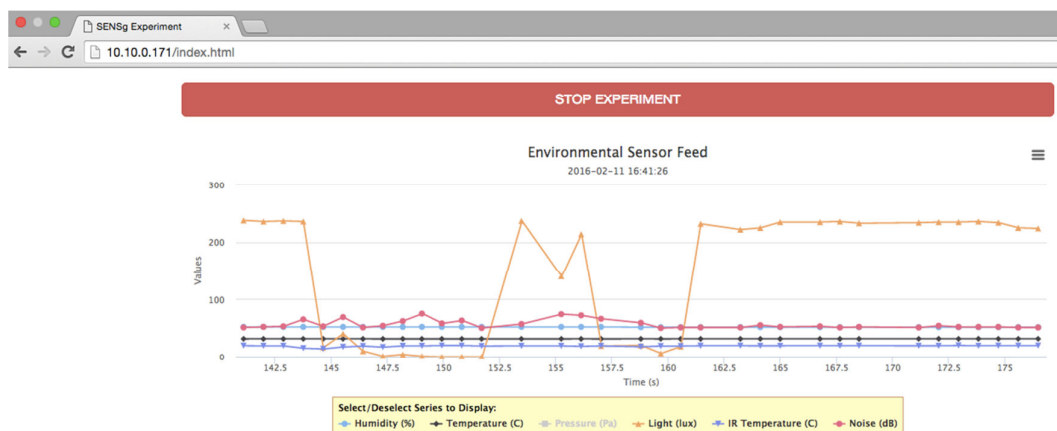 SENSg Experiment
10.10.0.171/index.html
STOP EXPERIMENT
Environmental Sensor Feed
2016-02-11 16:41:26
300
200
100
0
Values
142.5 145 147.5 150 152.5 155 157.5 160 162.5 165 167.5 170 172.5 175
Time (s)
Select/Deselect Series to Display:
Humidity (%) Temperature (C) Pressure (Pa) Light (lux) IR Temperature (C) Noise (dB)